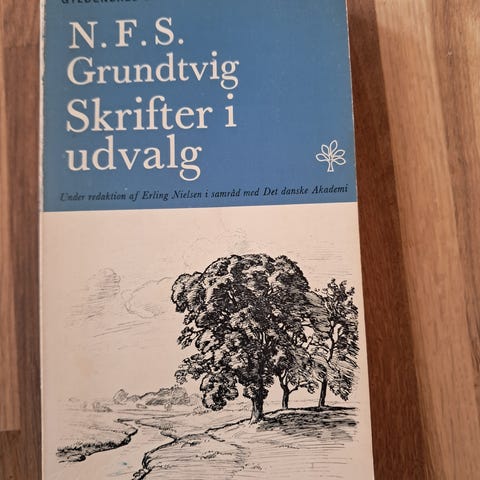 N. F. S.
Grundtvig
Skrifter i
udvalg
Under redaktion af Erling Nielsen i samråd med Det danske Akademi